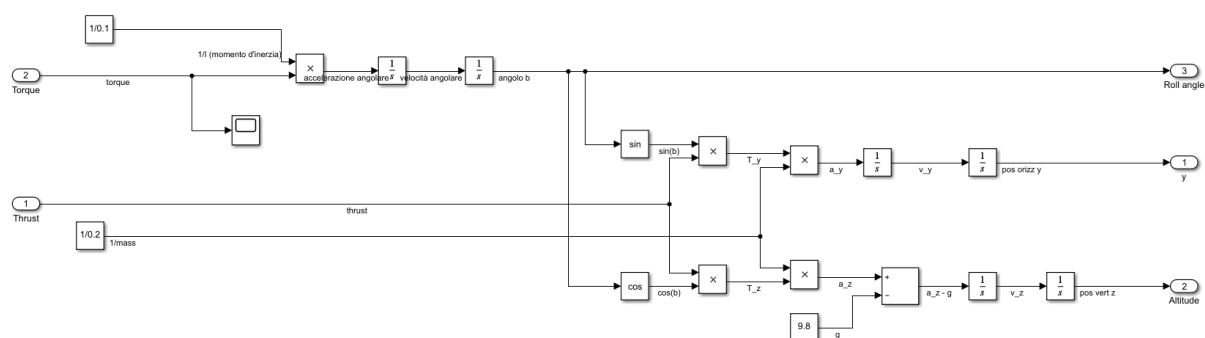 1/0.1
1/I (momento d'inerzia)
×
accelerazione angolare
1
s
velocità angolare
1
s
angolo b
2
Torque
torque
3
Roll angle
sin
sin(b)
×
T_y
×
a_y
1
s
v_y
1
s
pos orizz y
1
y
1
Thrust
thrust
1/0.2
1/mass
cos
cos(b)
×
T_z
×
a_z
+
−
a_z - g
1
s
v_z
1
s
pos vert z
2
Altitude
9.8
g